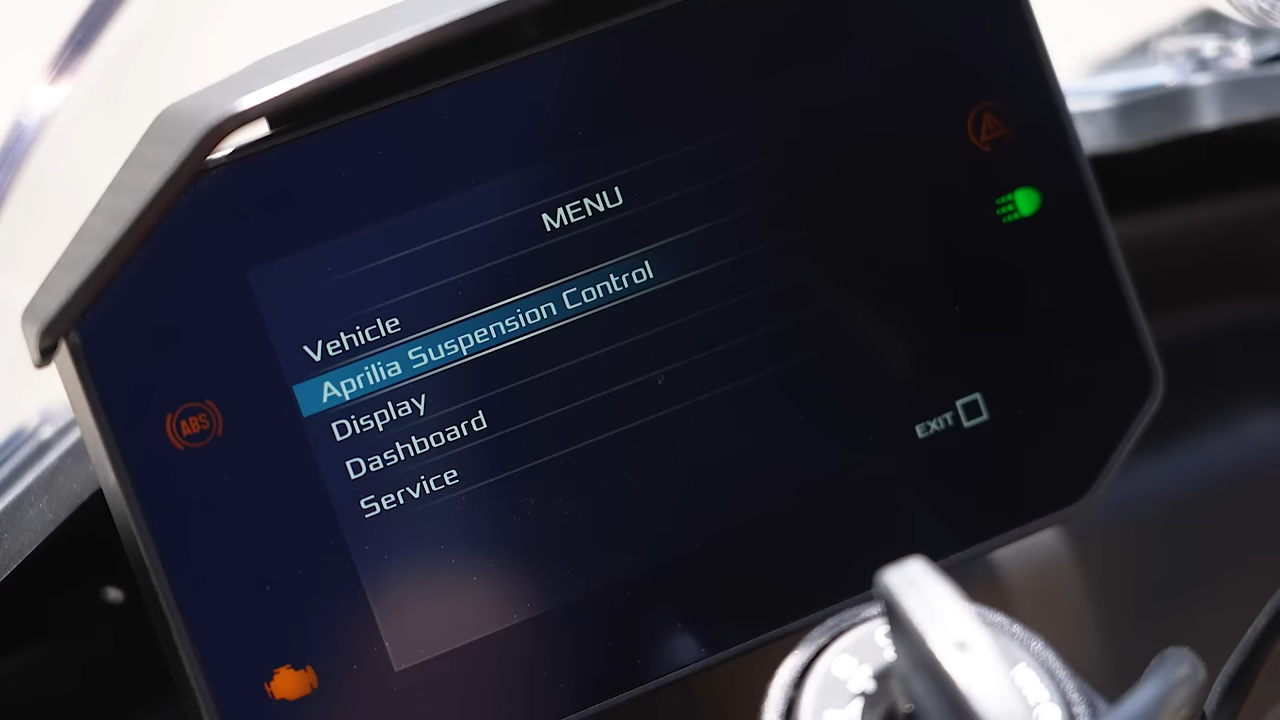 MENU
Vehicle
Aprilia Suspension Control
Display
Dashboard
Service
EXIT
ABS